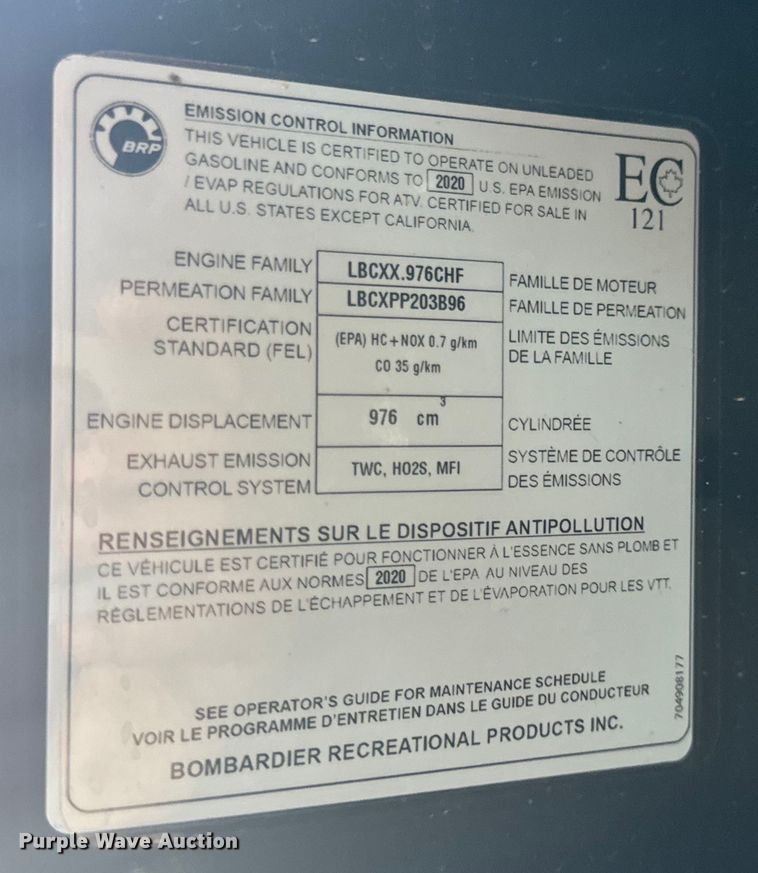 BRP
EMISSION CONTROL INFORMATION
THIS VEHICLE IS CERTIFIED TO OPERATE ON UNLEADED
GASOLINE AND CONFORMS TO 2020 U.S. EPA EMISSION
/ EVAP REGULATIONS FOR ATV. CERTIFIED FOR SALE IN
ALL U.S. STATES EXCEPT CALIFORNIA.
EC
121
ENGINE FAMILY LBCXX.976CHF FAMILLE DE MOTEUR
PERMEATION FAMILY LBCXPP203B96 FAMILLE DE PERMEATION
CERTIFICATION (EPA) HC+NOX 0.7 g/km LIMITE DES ÉMISSIONS
STANDARD (FEL) CO 35 g/km DE LA FAMILLE
ENGINE DISPLACEMENT 976 cm³ CYLINDRÉE
EXHAUST EMISSION TWC, HO2S, MFI SYSTÈME DE CONTRÔLE
CONTROL SYSTEM DES ÉMISSIONS
RENSEIGNEMENTS SUR LE DISPOSITIF ANTIPOLLUTION
CE VÉHICULE EST CERTIFIÉ POUR FONCTIONNER À L'ESSENCE SANS PLOMB ET
IL EST CONFORME AUX NORMES 2020 DE L'EPA AU NIVEAU DES
RÉGLEMENTATIONS DE L'ÉCHAPPEMENT ET DE L'ÉVAPORATION POUR LES VTT.
704908177
SEE OPERATOR'S GUIDE FOR MAINTENANCE SCHEDULE
VOIR LE PROGRAMME D'ENTRETIEN DANS LE GUIDE DU CONDUCTEUR
BOMBARDIER RECREATIONAL PRODUCTS INC.
Purple Wave Auction